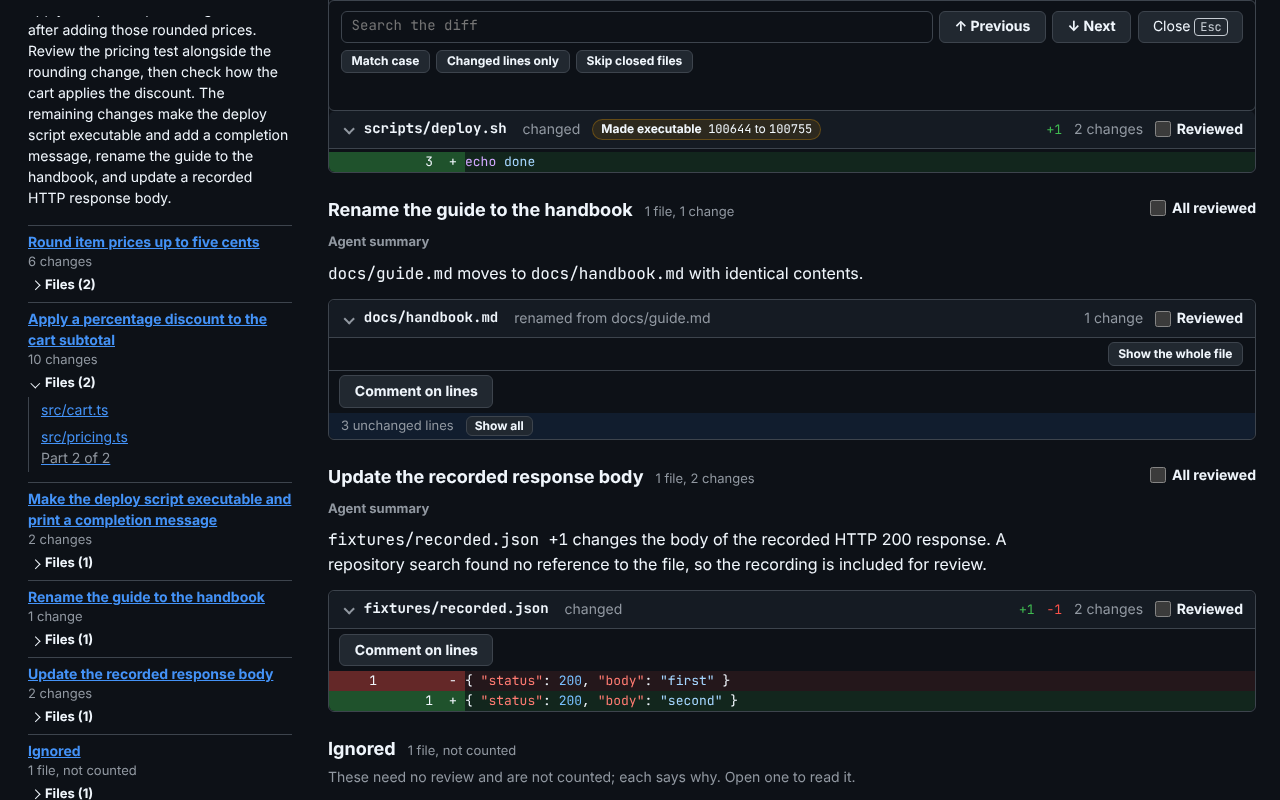 after adding those rounded prices.
Review the pricing test alongside the
rounding change, then check how the
cart applies the discount. The
remaining changes make the deploy
script executable and add a completion
message, rename the guide to the
handbook, and update a recorded
HTTP response body.
Round item prices up to five cents
6 changes
Files (2)
Apply a percentage discount to the
cart subtotal
10 changes
Files (2)
src/cart.ts
src/pricing.ts
Part 2 of 2
Make the deploy script executable and
print a completion message
2 changes
Files (1)
Rename the guide to the handbook
1 change
Files (1)
Update the recorded response body
2 changes
Files (1)
Ignored
1 file, not counted
Files (1)
Search the diff
↑ Previous
↓ Next
Close Esc
Match case
Changed lines only
Skip closed files
scripts/deploy.sh changed Made executable 100644 to 100755 +1 2 changes Reviewed
3 + echo done
Rename the guide to the handbook 1 file, 1 change All reviewed
Agent summary
docs/guide.md moves to docs/handbook.md with identical contents.
docs/handbook.md renamed from docs/guide.md 1 change Reviewed
Show the whole file
Comment on lines
3 unchanged lines Show all
Update the recorded response body 1 file, 2 changes All reviewed
Agent summary
fixtures/recorded.json +1 changes the body of the recorded HTTP 200 response. A
repository search found no reference to the file, so the recording is included for review.
fixtures/recorded.json changed +1 -1 2 changes Reviewed
Comment on lines
1 - { "status": 200, "body": "first" }
1 + { "status": 200, "body": "second" }
Ignored 1 file, not counted
These need no review and are not counted; each says why. Open one to read it.